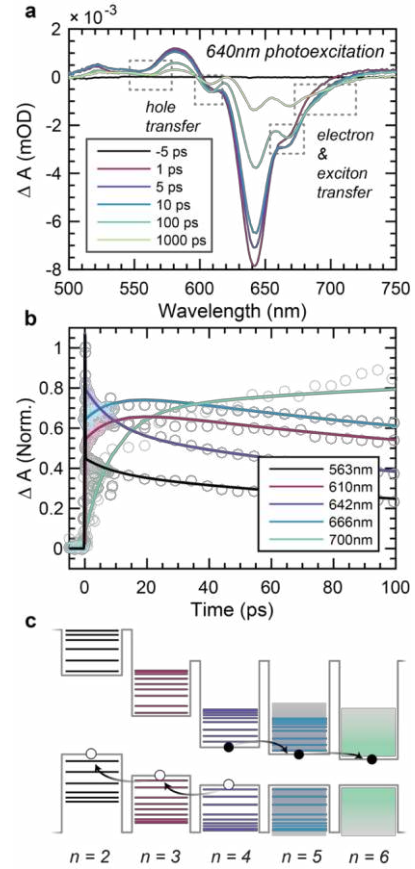 a
× 10⁻³
640nm photoexcitation
2
0
-2
-4
-6
-8
Δ A (mOD)
hole
transfer
electron
&
exciton
transfer
-5 ps
1 ps
5 ps
10 ps
100 ps
1000 ps
500 550 600 650 700 750
Wavelength (nm)
b
1
0.8
0.6
0.4
0.2
0
Δ A (Norm.)
563nm
610nm
642nm
666nm
700nm
0 20 40 60 80 100
Time (ps)
c
n = 2 n = 3 n = 4 n = 5 n = 6